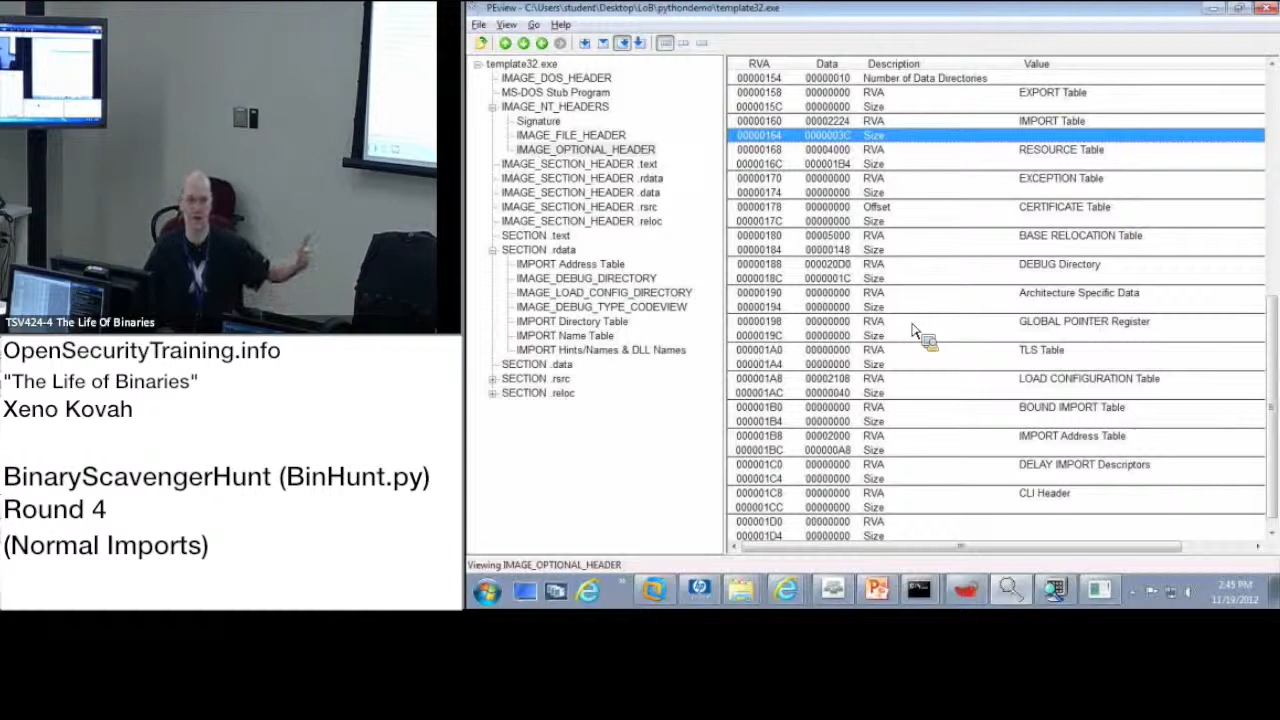 TSV424-4 The Life Of Binaries
OpenSecurityTraining.info
"The Life of Binaries"
Xeno Kovah
BinaryScavengerHunt (BinHunt.py)
Round 4
(Normal Imports)
PEview - C:\Users\student\Desktop\LoB\pythondemo\template32.exe
File View Go Help
template32.exe
IMAGE_DOS_HEADER
MS-DOS Stub Program
IMAGE_NT_HEADERS
Signature
IMAGE_FILE_HEADER
IMAGE_OPTIONAL_HEADER
IMAGE_SECTION_HEADER .text
IMAGE_SECTION_HEADER .rdata
IMAGE_SECTION_HEADER .data
IMAGE_SECTION_HEADER .rsrc
IMAGE_SECTION_HEADER .reloc
SECTION .text
SECTION .rdata
IMPORT Address Table
IMAGE_DEBUG_DIRECTORY
IMAGE_LOAD_CONFIG_DIRECTORY
IMAGE_DEBUG_TYPE_CODEVIEW
IMPORT Directory Table
IMPORT Name Table
IMPORT Hints/Names & DLL Names
SECTION .data
SECTION .rsrc
SECTION .reloc
RVA Data Description Value
00000154 00000010 Number of Data Directories
00000158 00000000 RVA EXPORT Table
0000015C 00000000 Size
00000160 00002224 RVA IMPORT Table
00000164 0000003C Size
00000168 00004000 RVA RESOURCE Table
0000016C 000001B4 Size
00000170 00000000 RVA EXCEPTION Table
00000174 00000000 Size
00000178 00000000 Offset CERTIFICATE Table
0000017C 00000000 Size
00000180 00005000 RVA BASE RELOCATION Table
00000184 00000148 Size
00000188 000020D0 RVA DEBUG Directory
0000018C 0000001C Size
00000190 00000000 RVA Architecture Specific Data
00000194 00000000 Size
00000198 00000000 RVA GLOBAL POINTER Register
0000019C 00000000 Size
000001A0 00000000 RVA TLS Table
000001A4 00000000 Size
000001A8 00002108 RVA LOAD CONFIGURATION Table
000001AC 00000040 Size
000001B0 00000000 RVA BOUND IMPORT Table
000001B4 00000000 Size
000001B8 00002000 RVA IMPORT Address Table
000001BC 000000A8 Size
000001C0 00000000 RVA DELAY IMPORT Descriptors
000001C4 00000000 Size
000001C8 00000000 RVA CLI Header
000001CC 00000000 Size
000001D0 00000000 RVA
000001D4 00000000 Size
Viewing IMAGE_OPTIONAL_HEADER
2:45 PM
11/19/2012